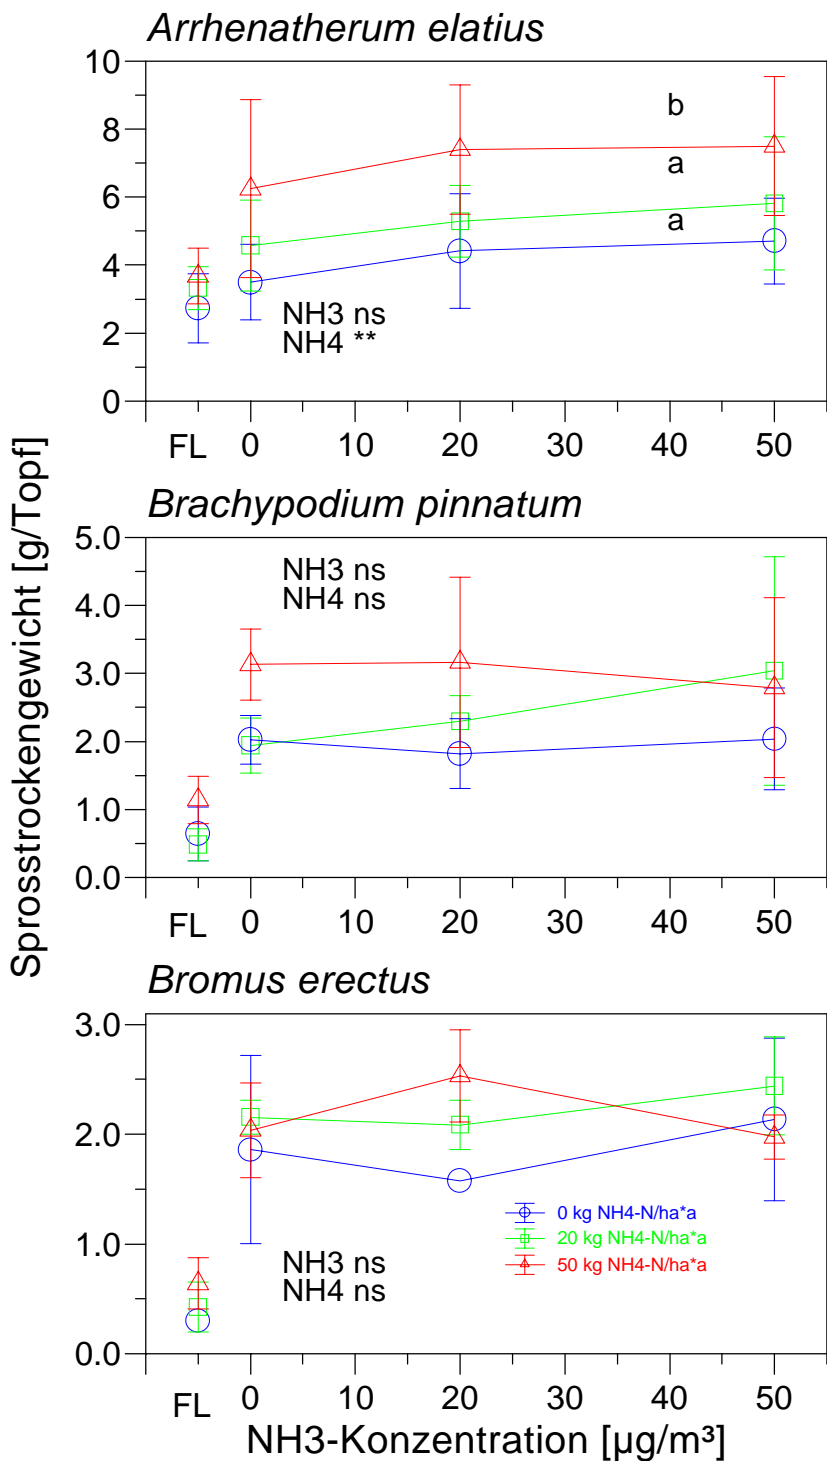 Arrhenatherum elatius
10
8
6
4
2
0
b
a
a
NH3 ns
NH4 **
FL 0 10 20 30 40 50
Sprosstrockengewicht [g/Topf]
Brachypodium pinnatum
5.0
4.0
3.0
2.0
1.0
0.0
NH3 ns
NH4 ns
FL 0 10 20 30 40 50
Bromus erectus
3.0
2.0
1.0
0.0
0 kg NH4-N/ha*a
20 kg NH4-N/ha*a
50 kg NH4-N/ha*a
NH3 ns
NH4 ns
FL 0 10 20 30 40 50
NH3-Konzentration [µg/m³]